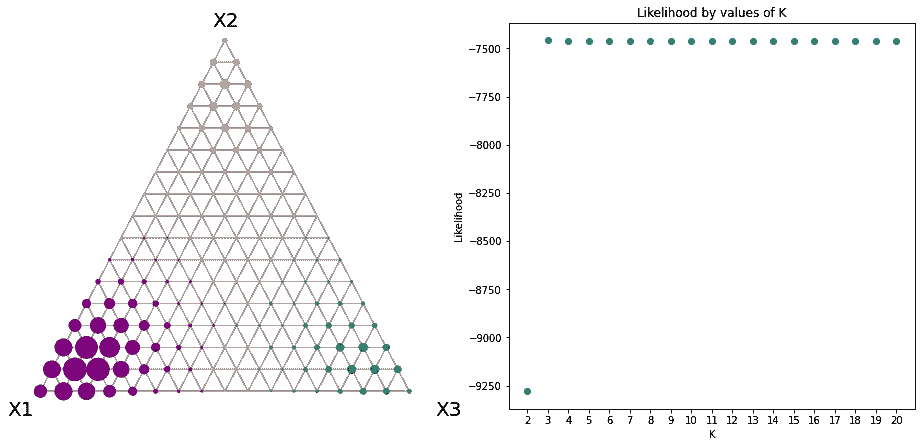 X2
X1
X3
Likelihood by values of K
Likelihood
−7500
−7750
−8000
−8250
−8500
−8750
−9000
−9250
2 3 4 5 6 7 8 9 10 11 12 13 14 15 16 17 18 19 20
K